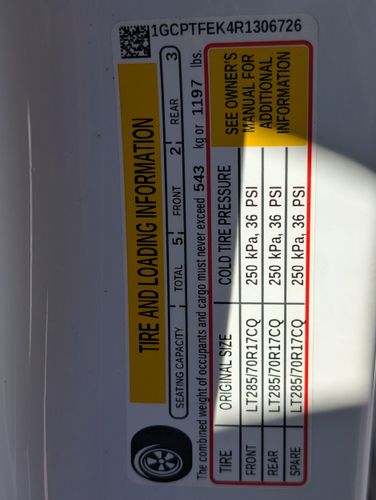 1GCPTFEK4R1306726
TIRE AND LOADING INFORMATION
SEATING CAPACITY TOTAL 5 FRONT 2 REAR 3
The combined weight of occupants and cargo must never exceed 543 kg or 1197 lbs.
TIRE ORIGINAL SIZE COLD TIRE PRESSURE
FRONT LT285/70R17CQ 250 kPa, 36 PSI
REAR LT285/70R17CQ 250 kPa, 36 PSI
SPARE LT285/70R17CQ 250 kPa, 36 PSI
SEE OWNER'S
MANUAL FOR
ADDITIONAL
INFORMATION